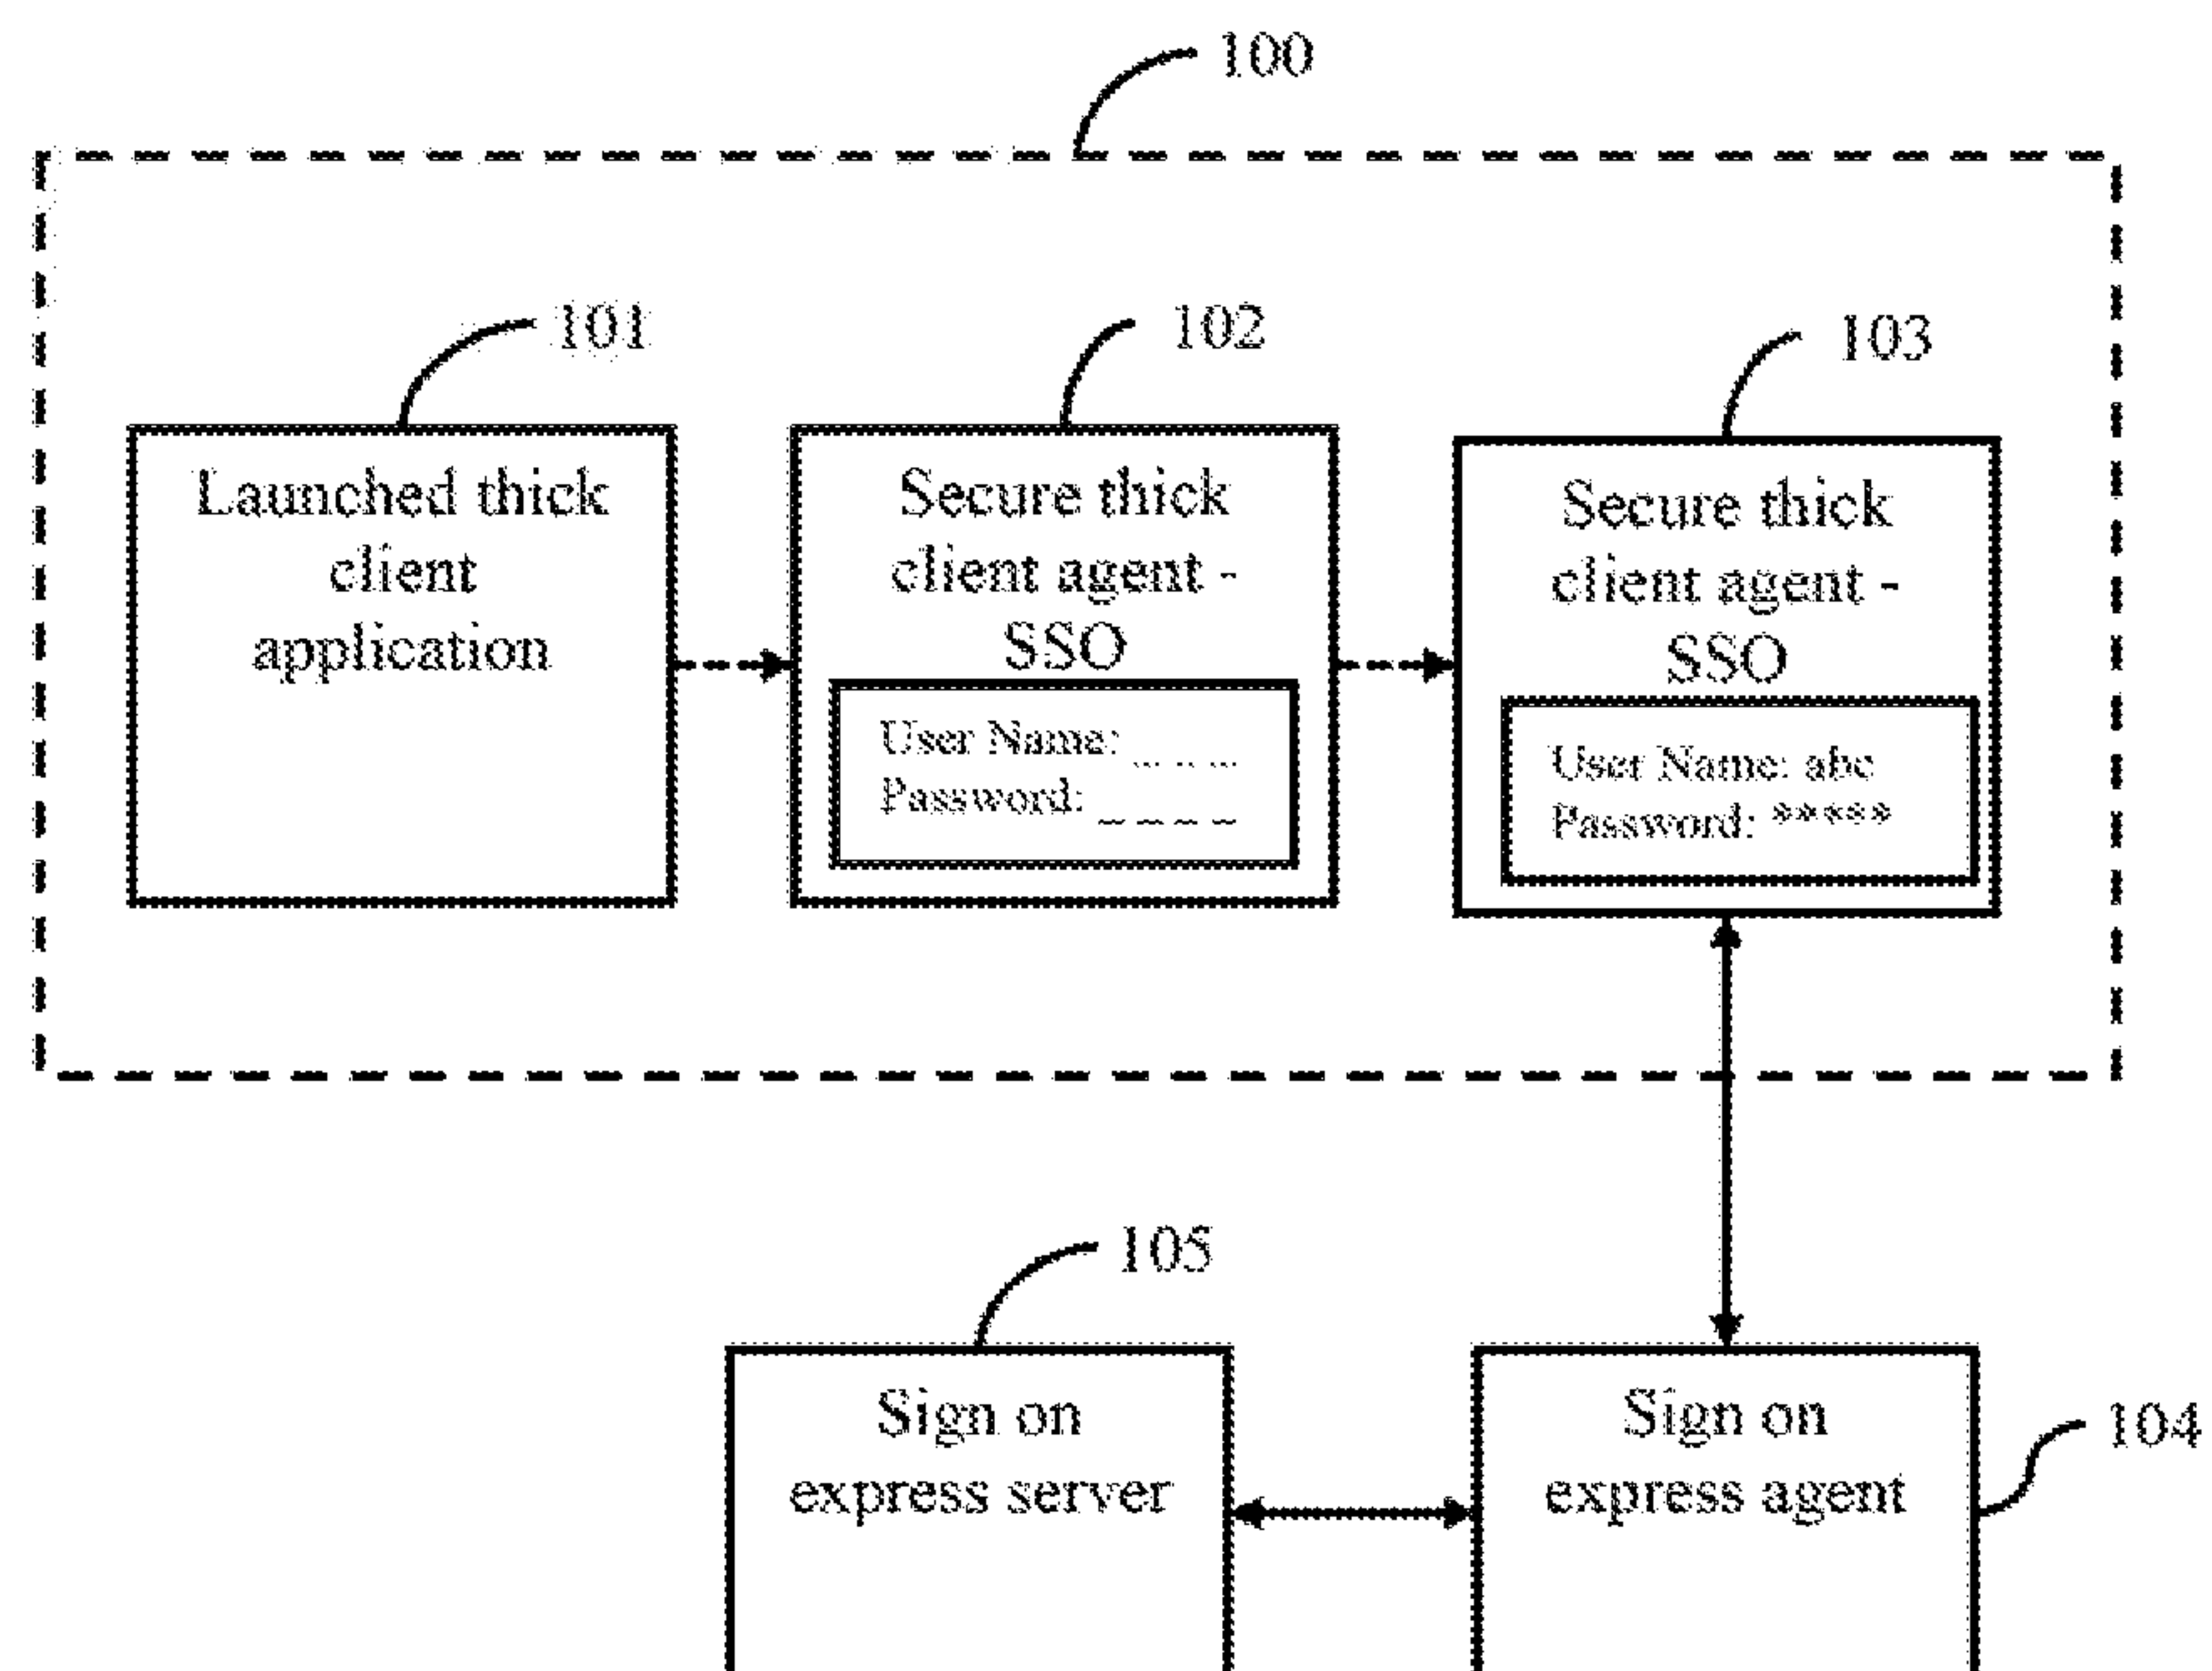 100
101
102
103
Launched thick
client
application
Secure thick
client agent -
SSO
User Name: _ _ _
Password: _ _ _ _
Secure thick
client agent -
SSO
User Name: abc
Password: *****
105
Sign on
express server
104
Sign on
express agent